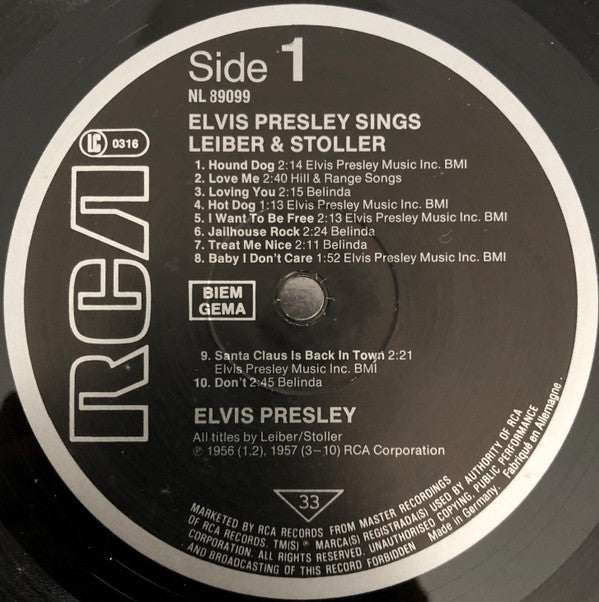 Side 1
NL 89099
ELVIS PRESLEY SINGS
LEIBER & STOLLER
LC 0316
RCA
1. Hound Dog 2:14 Elvis Presley Music Inc. BMI
2. Love Me 2:40 Hill & Range Songs
3. Loving You 2:15 Belinda
4. Hot Dog 1:13 Elvis Presley Music Inc. BMI
5. I Want To Be Free 2:13 Elvis Presley Music Inc. BMI
6. Jailhouse Rock 2:24 Belinda
7. Treat Me Nice 2:11 Belinda
8. Baby I Don't Care 1:52 Elvis Presley Music Inc. BMI
BIEM
GEMA
9. Santa Claus Is Back In Town 2:21
Elvis Presley Music Inc. BMI
10. Don't 2:45 Belinda
ELVIS PRESLEY
All titles by Leiber/Stoller
℗ 1956 (1,2), 1957 (3–10) RCA Corporation
33
MARKETED BY RCA RECORDS FROM MASTER RECORDINGS
OF RCA RECORDS. TM(S) ® MARCA(S) REGISTRADA(S) USED BY AUTHORITY OF RCA
CORPORATION. ALL RIGHTS RESERVED. UNAUTHORISED COPYING, PUBLIC PERFORMANCE
AND BROADCASTING OF THIS RECORD FORBIDDEN Made in Germany. Fabriqué en Allemagne.